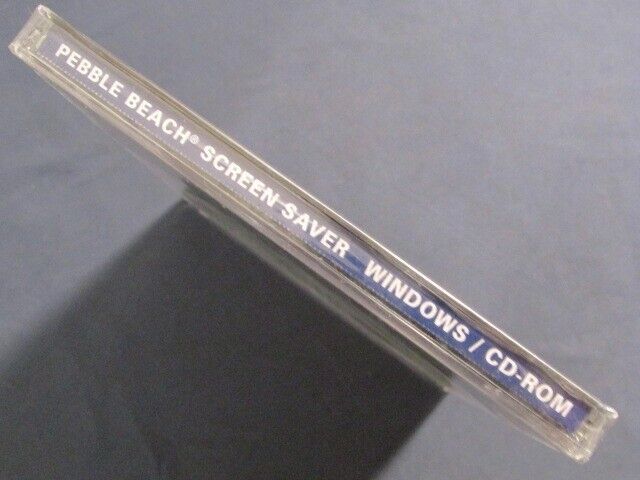 PEBBLE BEACH® SCREEN SAVER WINDOWS / CD-ROM